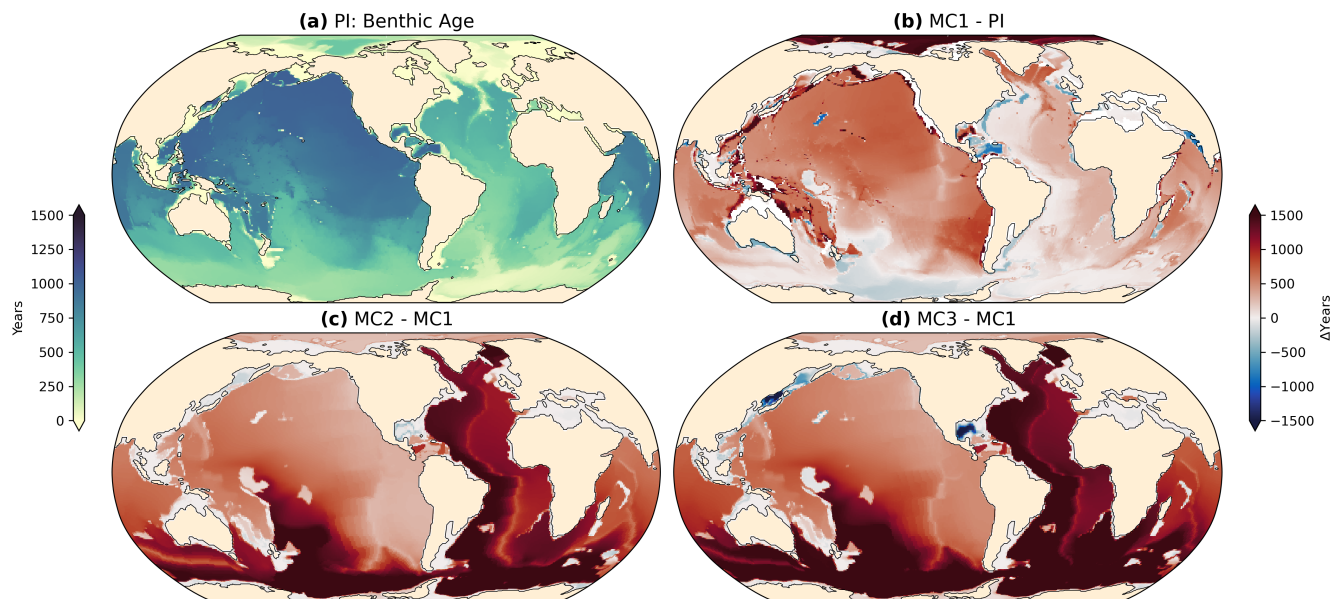 (a) PI: Benthic Age
(b) MC1 - PI
1500
1250
1000
750
500
250
0
Years
1500
1000
500
0
−500
−1000
−1500
ΔYears
(c) MC2 - MC1
(d) MC3 - MC1